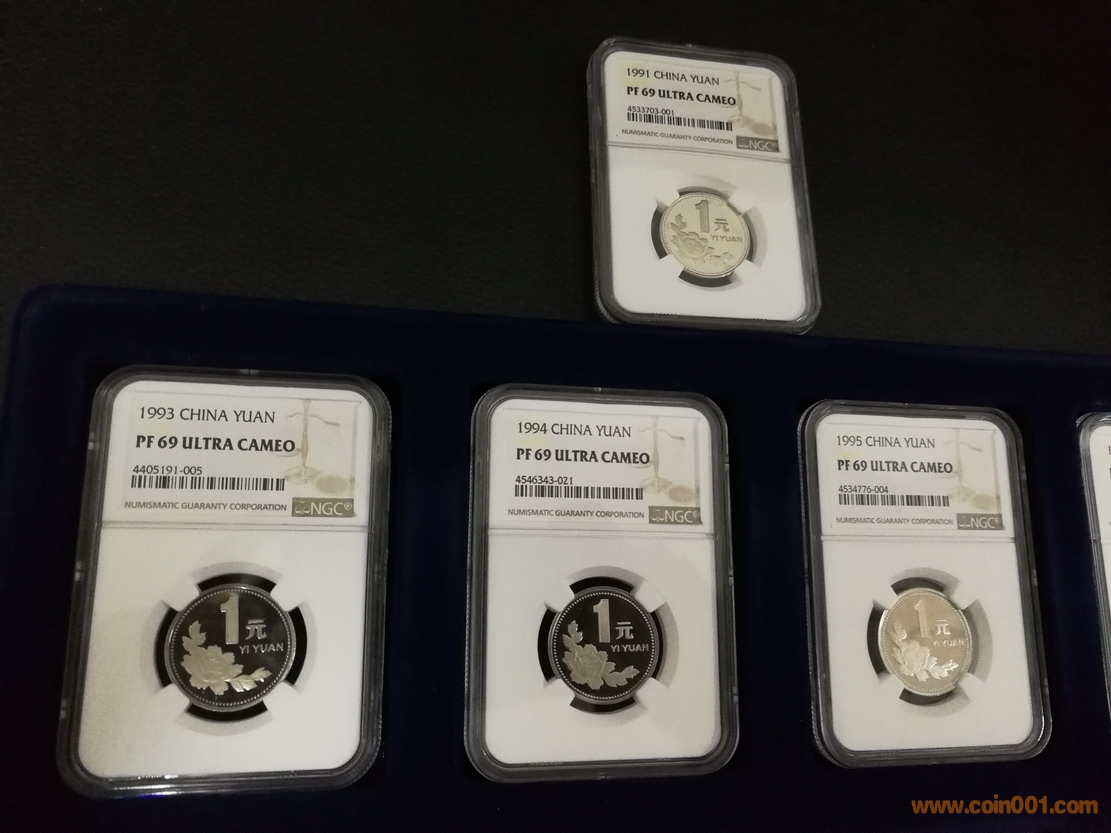 1991 CHINA YUAN
PF 69 ULTRA CAMEO
4533703-001
NUMISMATIC GUARANTY CORPORATION
NGC®
1元
YI YUAN
1993 CHINA YUAN
PF 69 ULTRA CAMEO
4405191-005
NUMISMATIC GUARANTY CORPORATION
NGC®
1元
YI YUAN
1994 CHINA YUAN
PF 69 ULTRA CAMEO
4546343-021
NUMISMATIC GUARANTY CORPORATION
NGC®
1元
YI YUAN
1995 CHINA YUAN
PF 69 ULTRA CAMEO
4534776-004
NUMISMATIC GUARANTY CORPORATION
NGC®
1元
YI YUAN
www.coin001.com